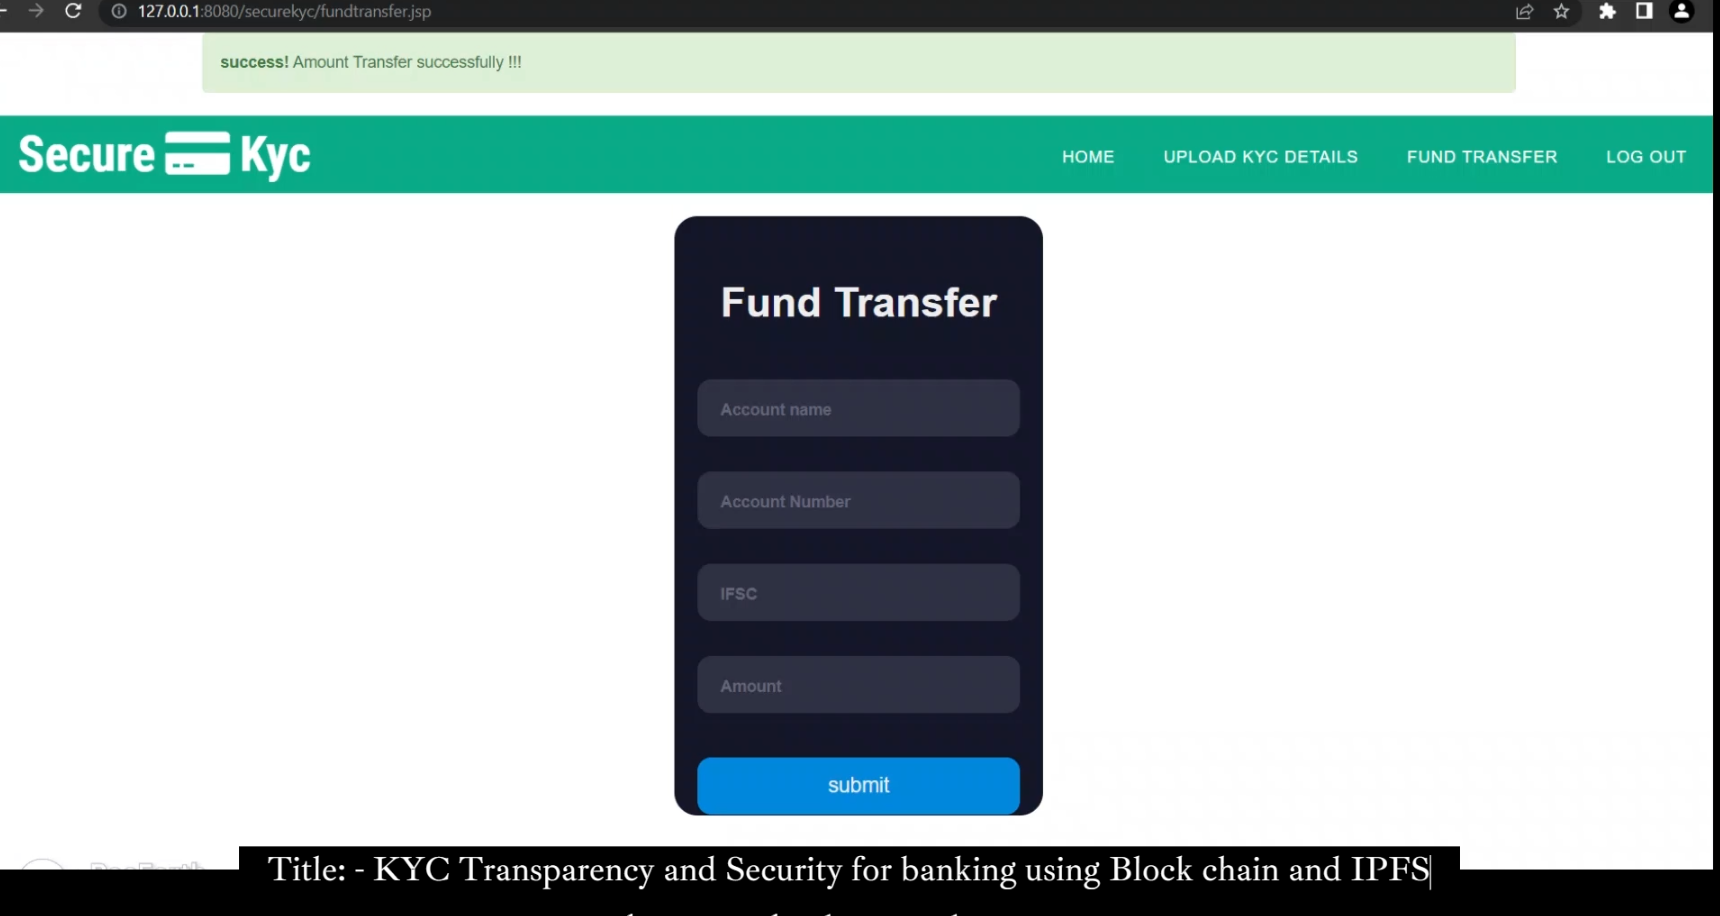 127.0.0.1:8080/securekyc/fundtransfer.jsp
success! Amount Transfer successfully !!!
Secure Kyc
HOME UPLOAD KYC DETAILS FUND TRANSFER LOG OUT
Fund Transfer
Account name
Account Number
IFSC
Amount
submit
Title: - KYC Transparency and Security for banking using Block chain and IPFS